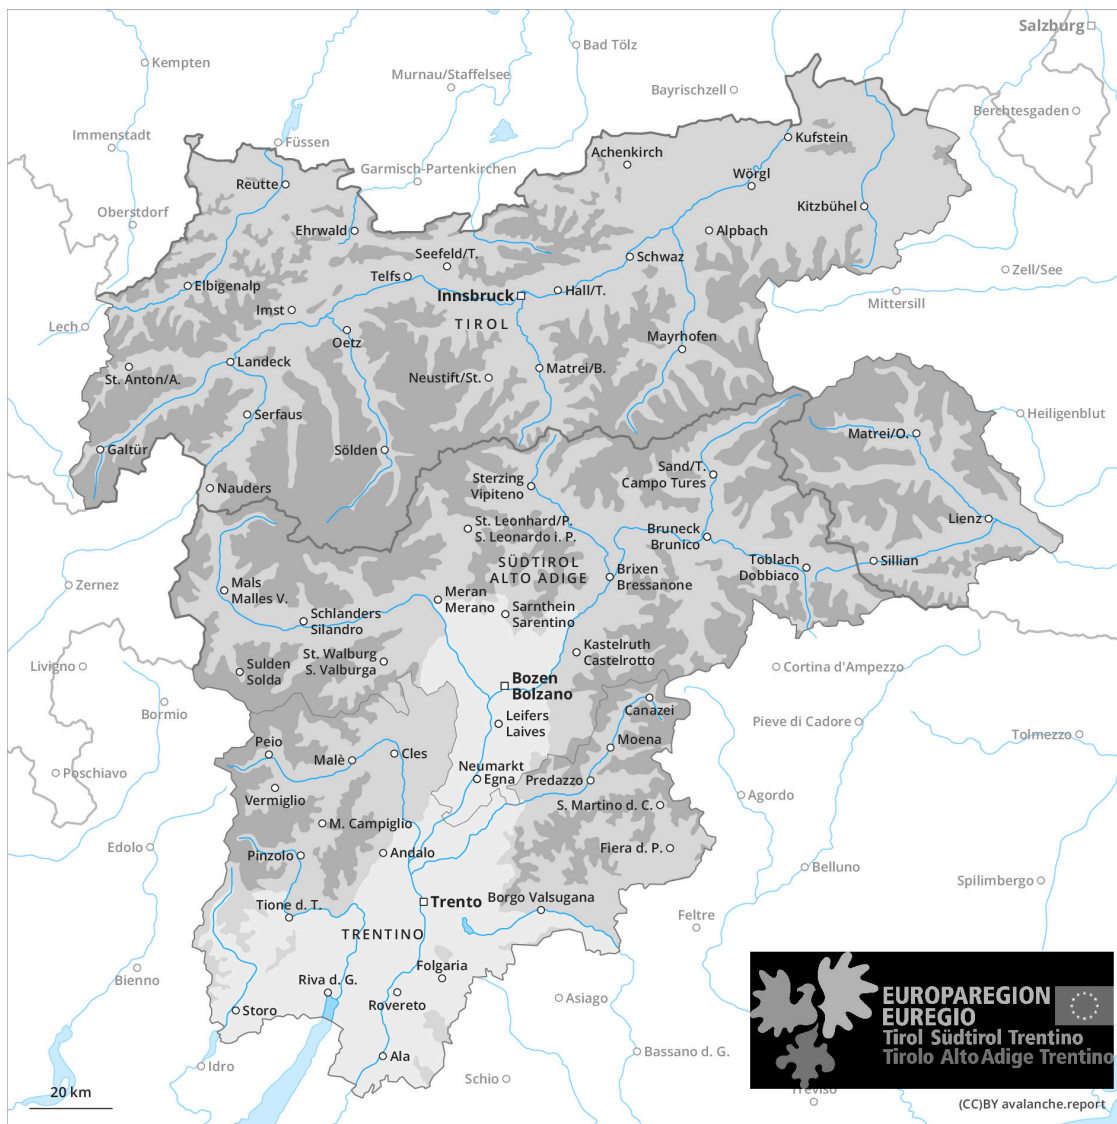 Salzburg
Bad Tölz
Kempten
Murnau/Staffelsee
Bayrischzell
Berchtesgaden
Immenstadt
Füssen
Kufstein
Achenkirch
Garmisch-Partenkirchen
Wörgl
Reutte
Kitzbühel
Oberstdorf
Ehrwald
Alpbach
Seefeld/T.
Schwaz
Zell/See
Telfs
Elbigenalp
Hall/T.
Innsbruck
Mittersill
Imst
TIROL
Lech
Oetz
Mayrhofen
Landeck
Matrei/B.
St. Anton/A.
Neustift/St.
Serfaus
Heiligenblut
Matrei/O.
Galtür
Sölden
Sand/T.
Campo Tures
Sterzing
Vipiteno
Nauders
Lienz
St. Leonhard/P.
S. Leonardo i. P.
Bruneck
Brunico
SÜDTIROL
ALTO ADIGE
Toblach
Dobbiaco
Sillian
Brixen
Bressanone
Zernez
Mals
Malles V.
Meran
Merano
Sarnthein
Sarentino
Schlanders
Silandro
Kastelruth
Castelrotto
St. Walburg
S. Valburga
Livigno
Sulden
Solda
Cortina d'Ampezzo
Bozen
Bolzano
Bormio
Canazei
Leifers
Laives
Pieve di Cadore
Tolmezzo
Peio
Moena
Cles
Malè
Poschiavo
Neumarkt
Egna
Predazzo
Vermiglio
Agordo
S. Martino d. C.
M. Campiglio
Edolo
Fiera d. P.
Pinzolo
Andalo
Belluno
Spilimbergo
Borgo Valsugana
Trento
Tione d. T.
Feltre
TRENTINO
Bienno
Folgaria
Riva d. G.
Rovereto
Asiago
Storo
EUROPAREGION
EUREGIO
Tirol Südtirol Trentino
Tirolo Alto Adige Trentino
Ala
Bassano d. G.
Idro
Schio
Treviso
20 km
(CC)BY avalanche.report